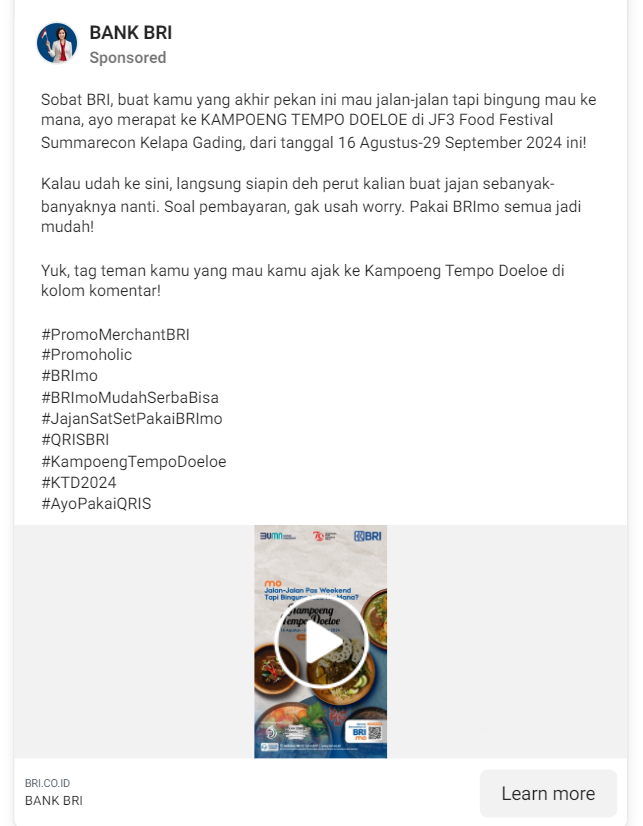 BANK BRI
Sponsored
Sobat BRI, buat kamu yang akhir pekan ini mau jalan-jalan tapi bingung mau ke
mana, ayo merapat ke KAMPOENG TEMPO DOELOE di JF3 Food Festival
Summarecon Kelapa Gading, dari tanggal 16 Agustus-29 September 2024 ini!
Kalau udah ke sini, langsung siapin deh perut kalian buat jajan sebanyak-
banyaknya nanti. Soal pembayaran, gak usah worry. Pakai BRImo semua jadi
mudah!
Yuk, tag teman kamu yang mau kamu ajak ke Kampoeng Tempo Doeloe di
kolom komentar!
#PromoMerchantBRI
#Promoholic
#BRImo
#BRImoMudahSerbaBisa
#JajanSatSetPakaiBRImo
#QRISBRI
#KampoengTempoDoeloe
#KTD2024
#AyoPakaiQRIS
BUMN
BRI
mo
Jalan-Jalan Pas Weekend
Tapi Bingung Mana?
Kampoeng
Tempo Doeloe
BRI
mo
BRI.CO.ID
BANK BRI
Learn more